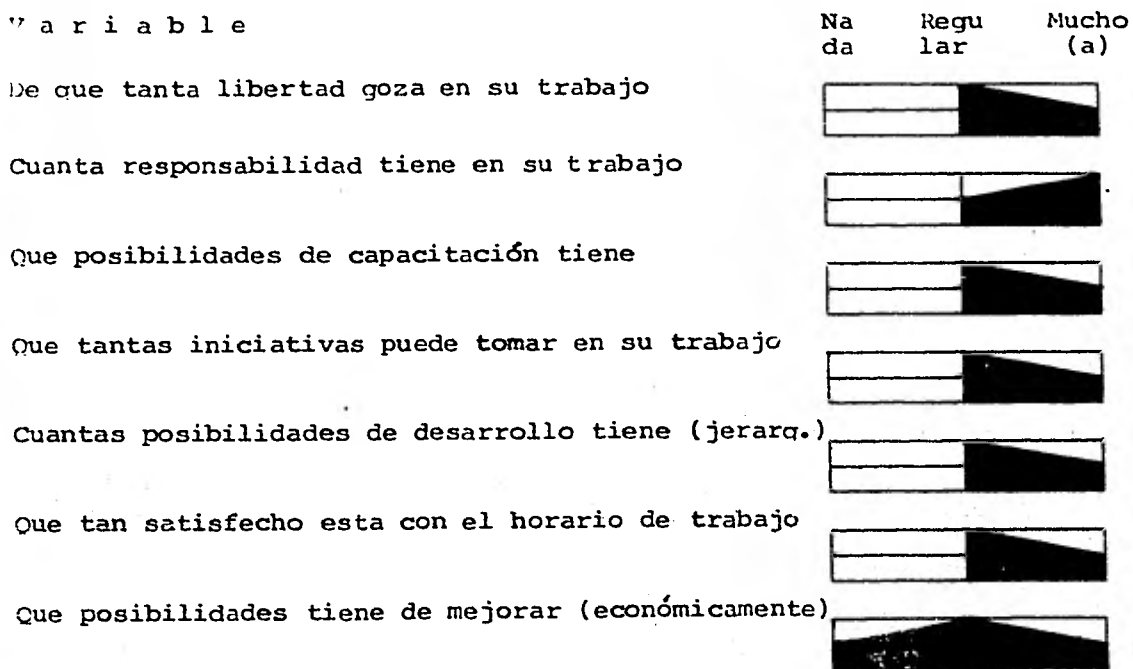 Variable Na Regu Mucho
da lar (a)
De que tanta libertad goza en su trabajo
Cuanta responsabilidad tiene en su trabajo
Que posibilidades de capacitación tiene
Que tantas iniciativas puede tomar en su trabajo
Cuantas posibilidades de desarrollo tiene (jerarq.)
Que tan satisfecho esta con el horario de trabajo
Que posibilidades tiene de mejorar (económicamente)